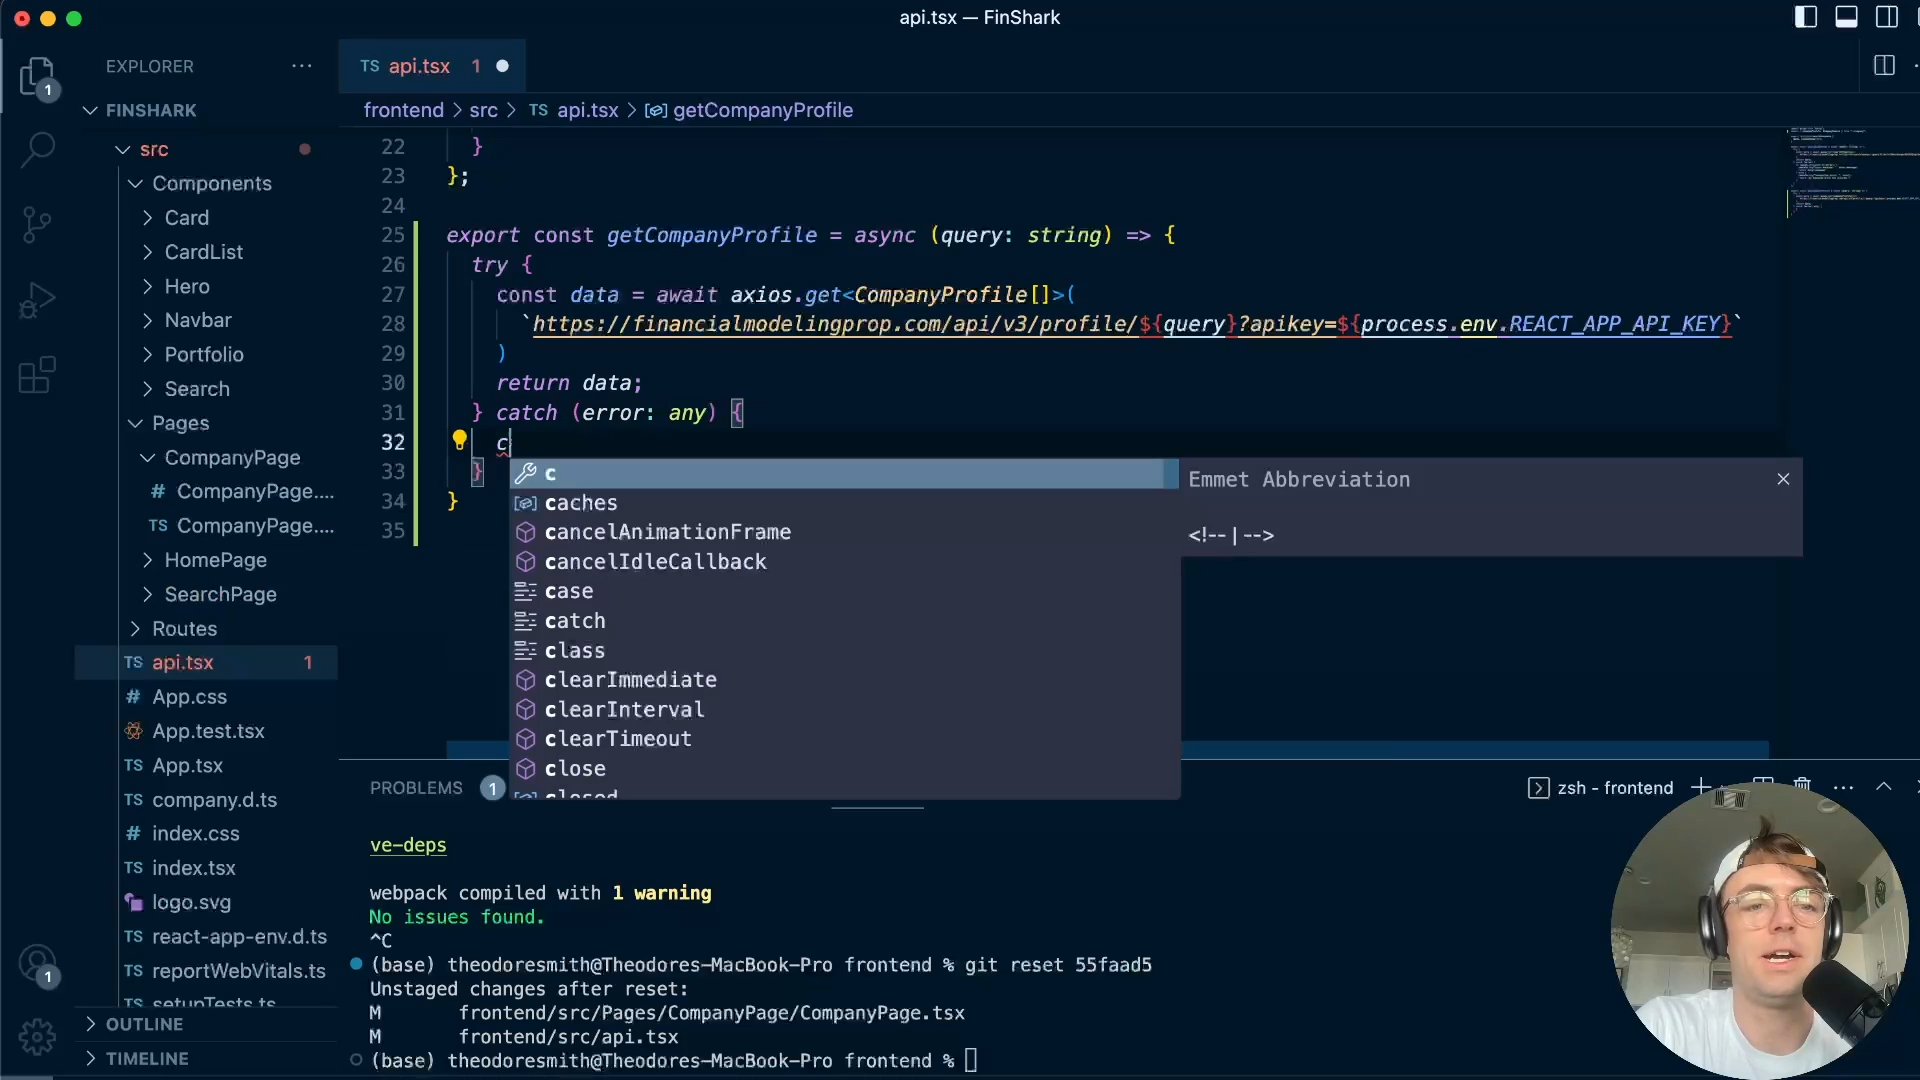 api.tsx — FinShark
EXPLORER
TS api.tsx 1
1
FINSHARK
frontend > src > TS api.tsx > getCompanyProfile
src
Components
Card
CardList
Hero
Navbar
Portfolio
Search
Pages
CompanyPage
# CompanyPage....
TS CompanyPage....
HomePage
SearchPage
Routes
TS api.tsx 1
# App.css
App.test.tsx
TS App.tsx
TS company.d.ts
# index.css
TS index.tsx
logo.svg
TS react-app-env.d.ts
TS reportWebVitals.ts
TS setupTests.ts
OUTLINE
TIMELINE
1
22 }
23 };
24
25 export const getCompanyProfile = async (query: string) => {
26 try {
27 const data = await axios.get<CompanyProfile[]>(
28 `https://financialmodelingprop.com/api/v3/profile/${query}?apikey=${process.env.REACT_APP_API_KEY}`
29 )
30 return data;
31 } catch (error: any) {
32 c
33 }
34 }
35
c
caches
cancelAnimationFrame
cancelIdleCallback
case
catch
class
clearImmediate
clearInterval
clearTimeout
close
closed
Emmet Abbreviation
<!--|-->
PROBLEMS 1
zsh - frontend
ve-deps
webpack compiled with 1 warning
No issues found.
^C
(base) theodoresmith@Theodores-MacBook-Pro frontend % git reset 55faad5
Unstaged changes after reset:
M frontend/src/Pages/CompanyPage/CompanyPage.tsx
M frontend/src/api.tsx
(base) theodoresmith@Theodores-MacBook-Pro frontend %